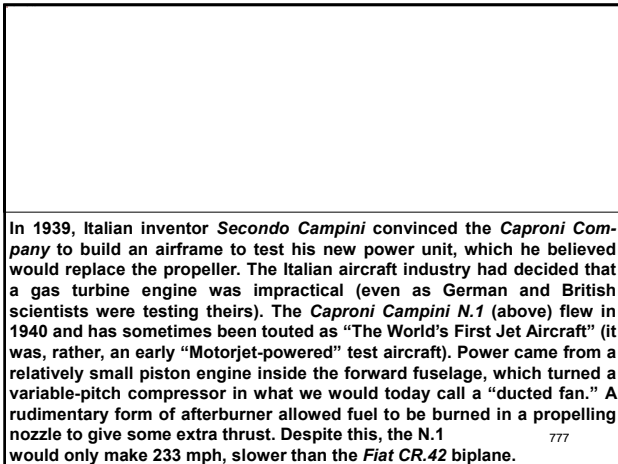 In 1939, Italian inventor Secondo Campini convinced the Caproni Com-
pany to build an airframe to test his new power unit, which he believed
would replace the propeller. The Italian aircraft industry had decided that
a gas turbine engine was impractical (even as German and British
scientists were testing theirs). The Caproni Campini N.1 (above) flew in
1940 and has sometimes been touted as “The World’s First Jet Aircraft” (it
was, rather, an early “Motorjet-powered” test aircraft). Power came from a
relatively small piston engine inside the forward fuselage, which turned a
variable-pitch compressor in what we would today call a “ducted fan.” A
rudimentary form of afterburner allowed fuel to be burned in a propelling
nozzle to give some extra thrust. Despite this, the N.1 777
would only make 233 mph, slower than the Fiat CR.42 biplane.